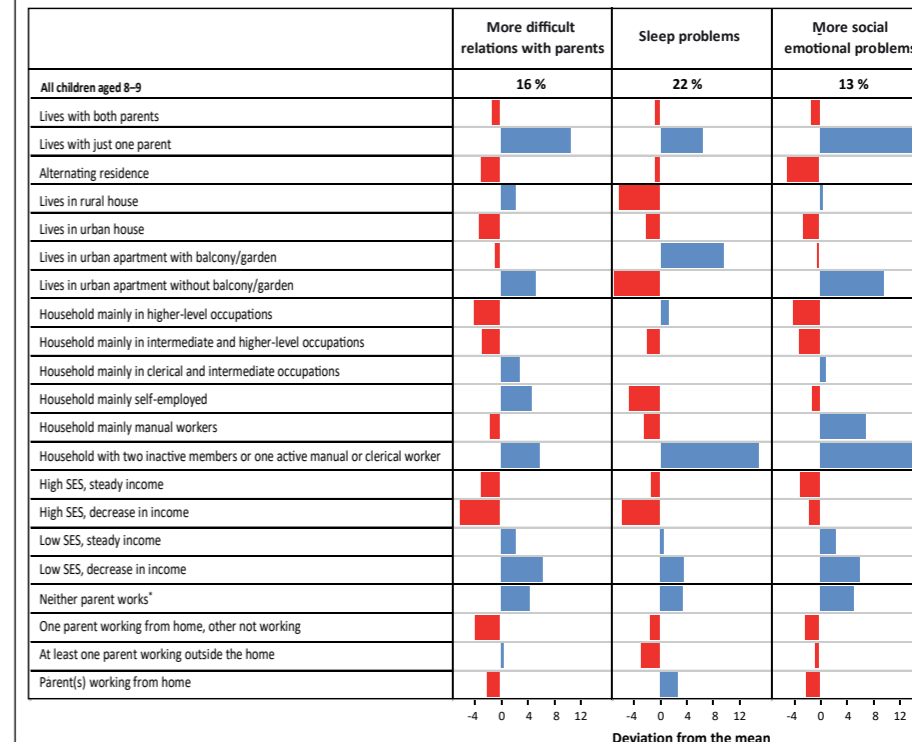 More difficult
relations with parents
Sleep problems
More social
emotional problems
All children aged 8–9
16 %
22 %
13 %
Lives with both parents
Lives with just one parent
Alternating residence
Lives in rural house
Lives in urban house
Lives in urban apartment with balcony/garden
Lives in urban apartment without balcony/garden
Household mainly in higher-level occupations
Household mainly in intermediate and higher-level occupations
Household mainly in clerical and intermediate occupations
Household mainly self-employed
Household mainly manual workers
Household with two inactive members or one active manual or clerical worker
High SES, steady income
High SES, decrease in income
Low SES, steady income
Low SES, decrease in income
Neither parent works*
One parent working from home, other not working
At least one parent working outside the home
Parent(s) working from home
-4 0 4 8 12 -4 0 4 8 12 -4 0 4 8 12
Deviation from the mean